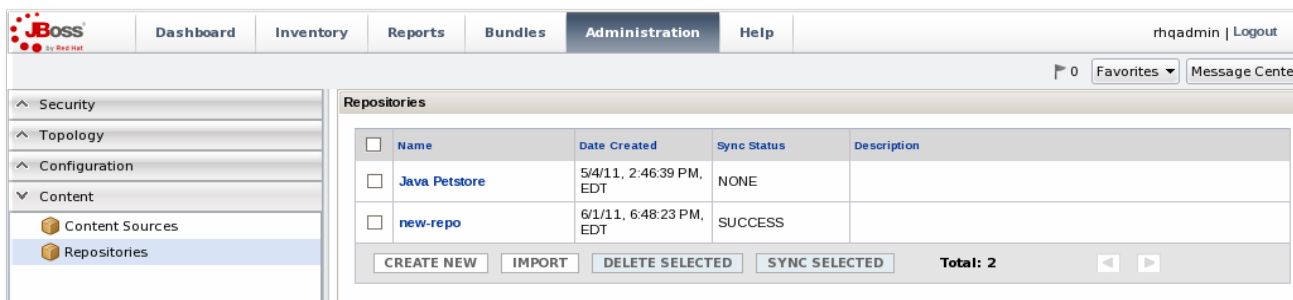 JBoss
by Red Hat
Dashboard Inventory Reports Bundles Administration Help rhqadmin | Logout
0 Favorites Message Cente
Security
Topology
Configuration
Content
Content Sources
Repositories
Repositories
Name Date Created Sync Status Description
Java Petstore 5/4/11, 2:46:39 PM, EDT NONE
new-repo 6/1/11, 6:48:23 PM, EDT SUCCESS
CREATE NEW IMPORT DELETE SELECTED SYNC SELECTED Total: 2